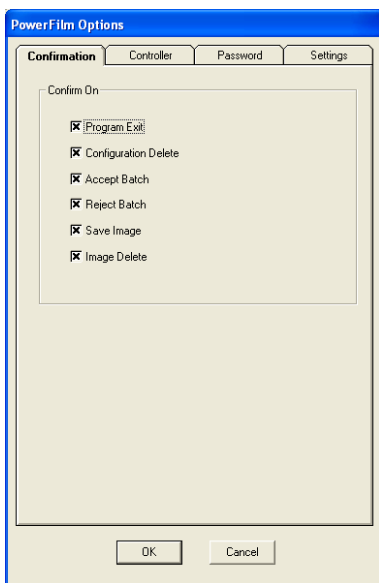 PowerFilm Options
Confirmation Controller Password Settings
Confirm On
Program Exit
Configuration Delete
Accept Batch
Reject Batch
Save Image
Image Delete
OK Cancel